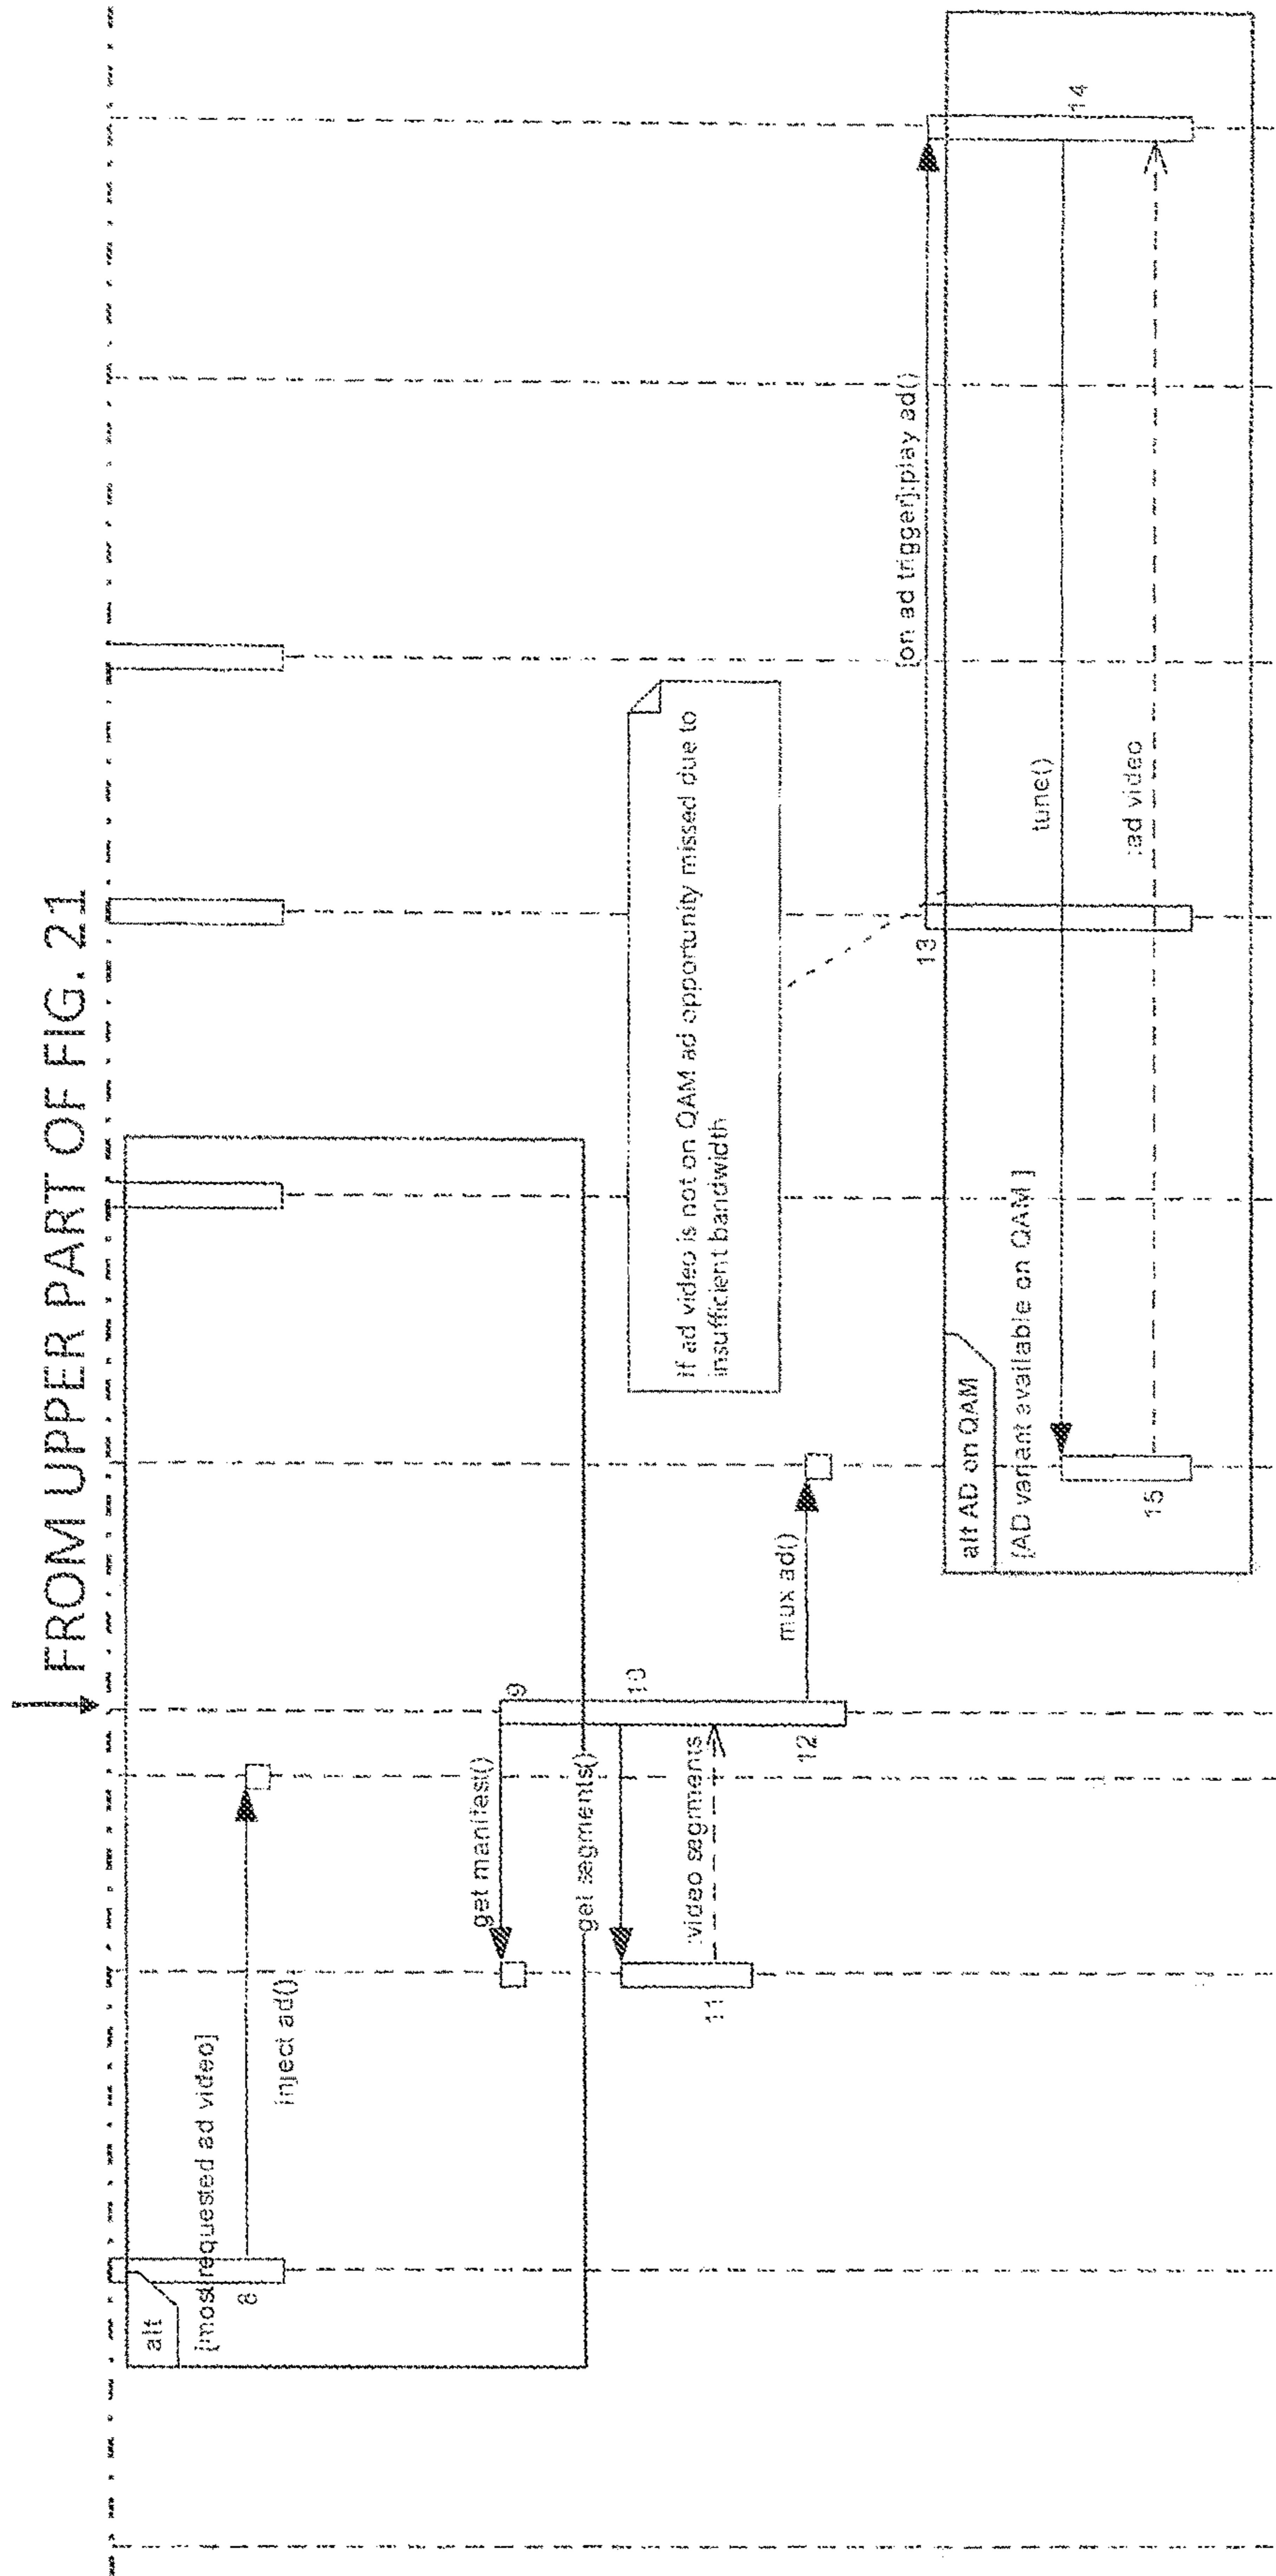 FROM UPPER PART OF FIG. 21
alt
[most requested ad video]
8
inject ad()
get manifest()
9
get segments()
10
:video segments
11
12
mux ad()
If ad video is not on QAM ad opportunity missed due to
insufficient bandwidth
13
[on ad trigger]:play ad()
alt AD on QAM
[AD variant available on QAM ]
tune()
14
:ad video
15